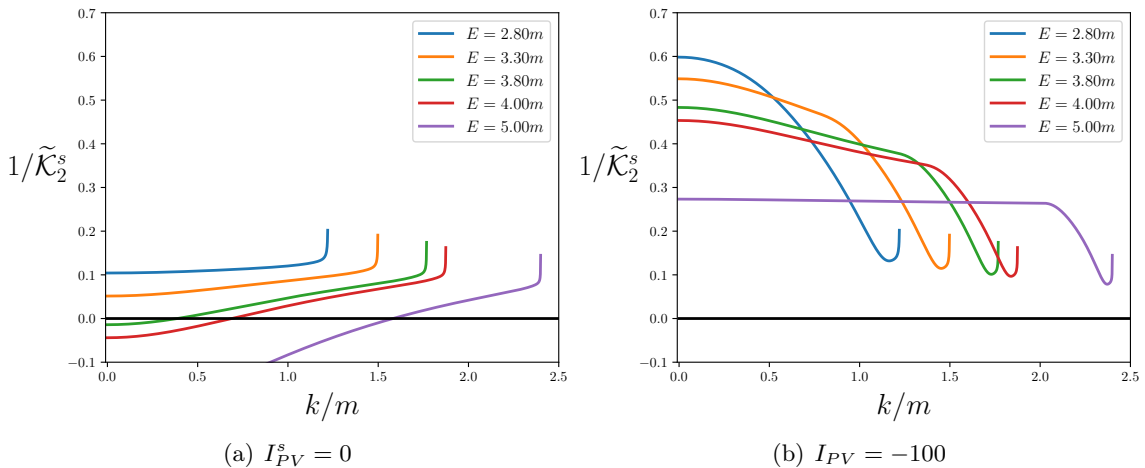 0.7
0.6
0.5
0.4
0.3
0.2
0.1
0.0
−0.1
1/K̃₂ˢ
E = 2.80m
E = 3.30m
E = 3.80m
E = 4.00m
E = 5.00m
0.0 0.5 1.0 1.5 2.0 2.5
k/m
(a) Iˢ_PV = 0
0.7
0.6
0.5
0.4
0.3
0.2
0.1
0.0
−0.1
1/K̃₂ˢ
E = 2.80m
E = 3.30m
E = 3.80m
E = 4.00m
E = 5.00m
0.0 0.5 1.0 1.5 2.0 2.5
k/m
(b) I_PV = −100